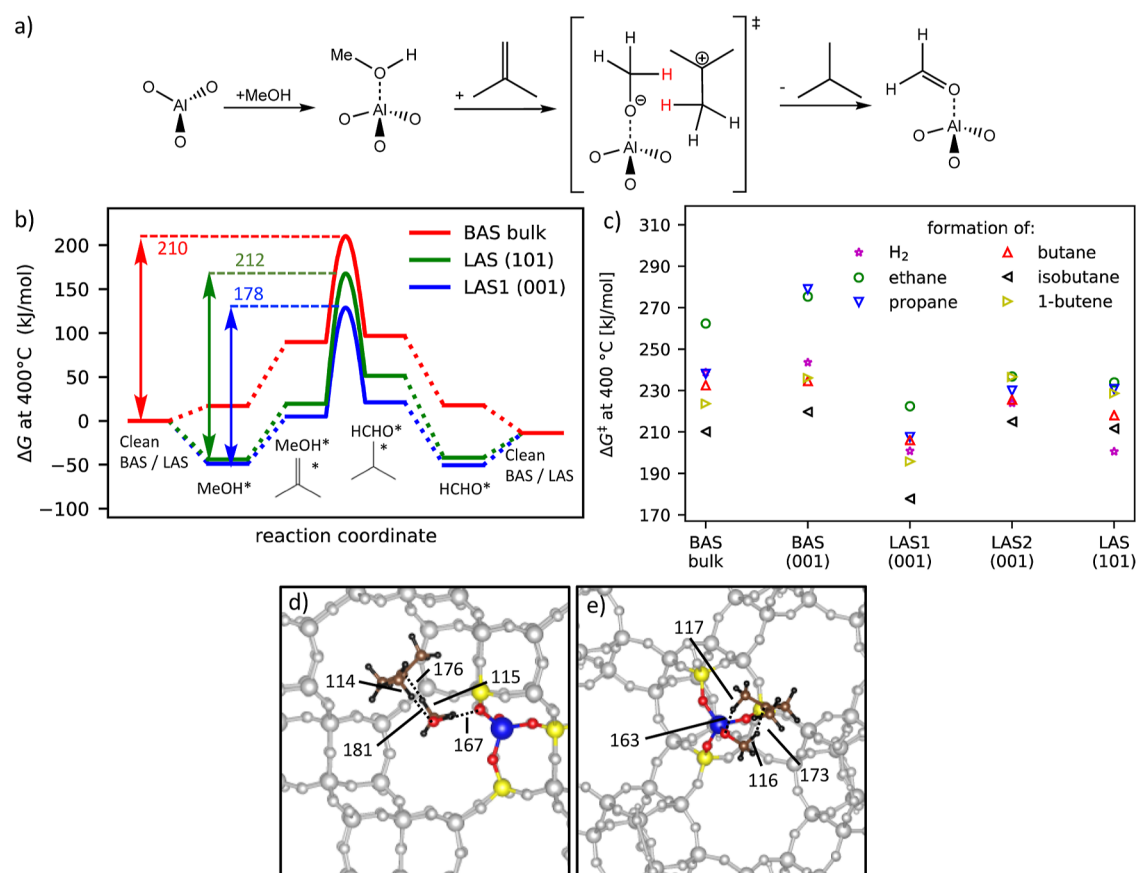 a)
Me
O
H
O
Al
O
O
+MeOH
O
Al
O
O
+
H
H
H
O
⊖
O
Al
O
O
⊕
H
H
H
‡
-
H
H
O
O
Al
O
O
b)
ΔG at 400°C (kJ/mol)
200
150
100
50
0
−50
−100
210
212
178
BAS bulk
LAS (101)
LAS1 (001)
Clean
BAS / LAS
MeOH*
MeOH*
*
HCHO*
*
HCHO*
Clean
BAS / LAS
reaction coordinate
c)
ΔG‡ at 400 °C [kJ/mol]
310
290
270
250
230
210
190
170
formation of:
H₂
ethane
propane
butane
isobutane
1-butene
BAS
bulk
BAS
(001)
LAS1
(001)
LAS2
(001)
LAS
(101)
d)
114
176
115
181
167
e)
117
163
116
173